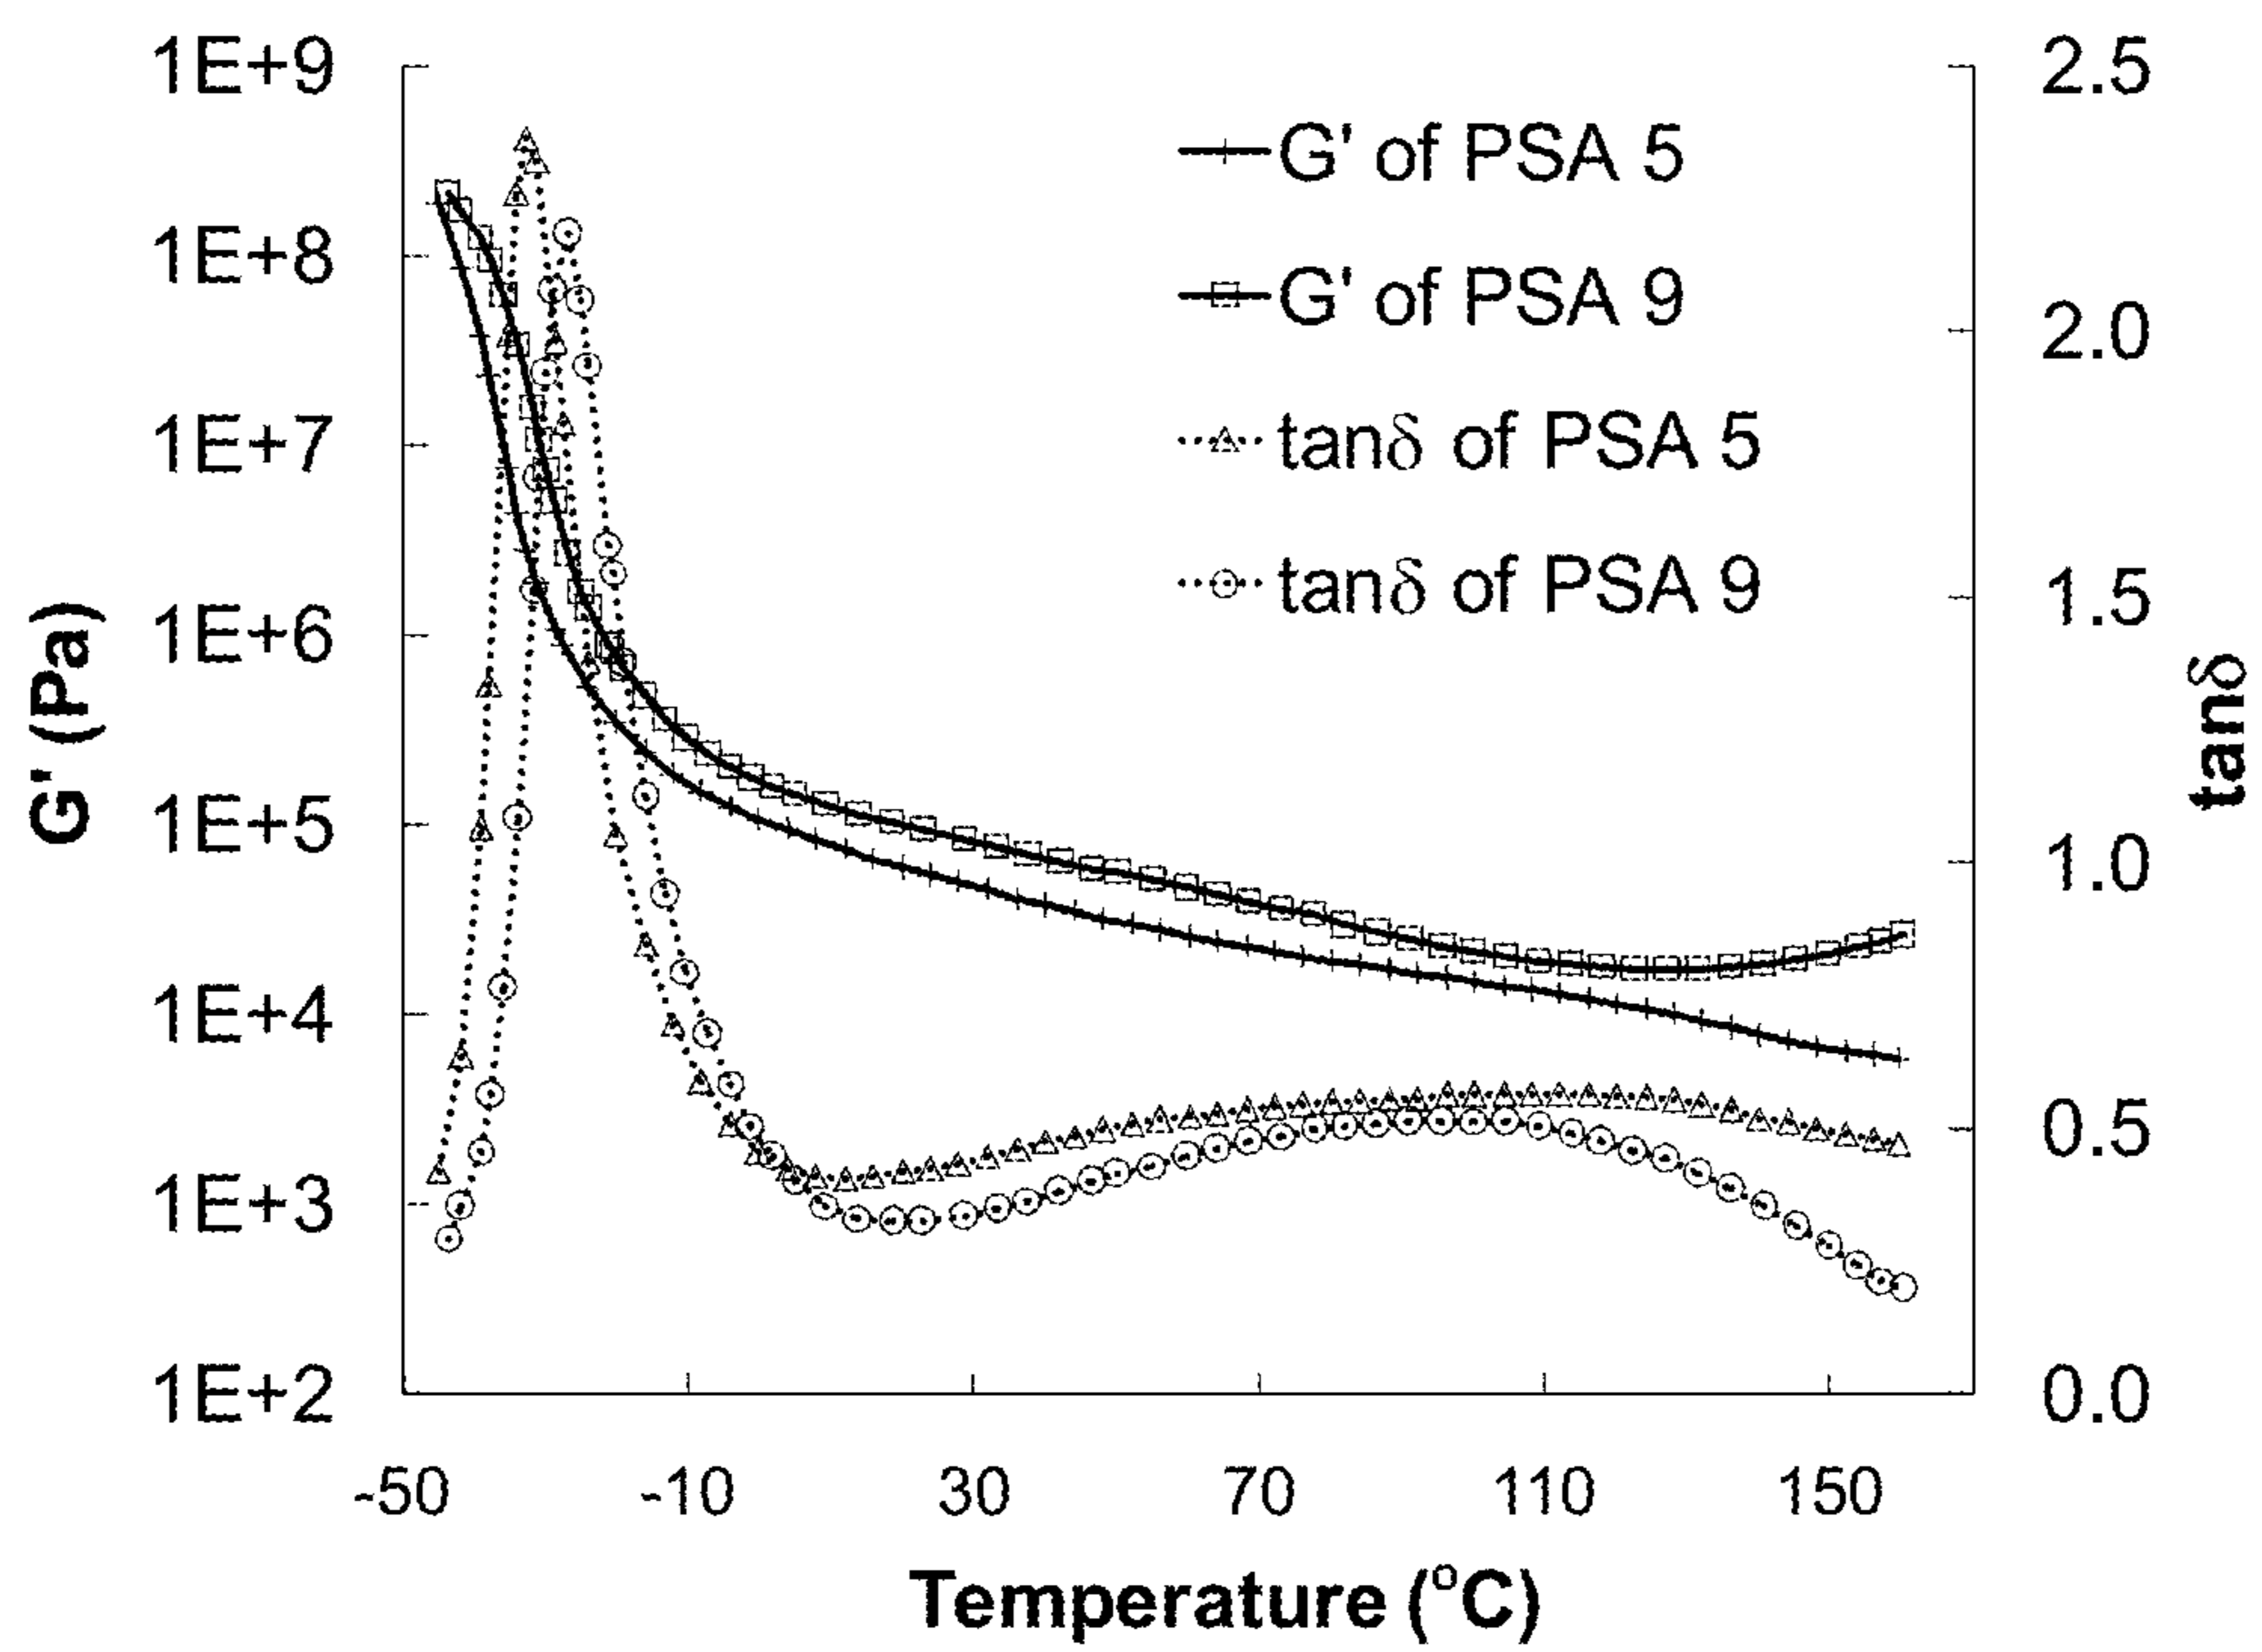 1E+9
1E+8
1E+7
1E+6
1E+5
1E+4
1E+3
1E+2
G' (Pa)
2.5
2.0
1.5
1.0
0.5
0.0
tanδ
G' of PSA 5
G' of PSA 9
tanδ of PSA 5
tanδ of PSA 9
-50 -10 30 70 110 150
Temperature (°C)